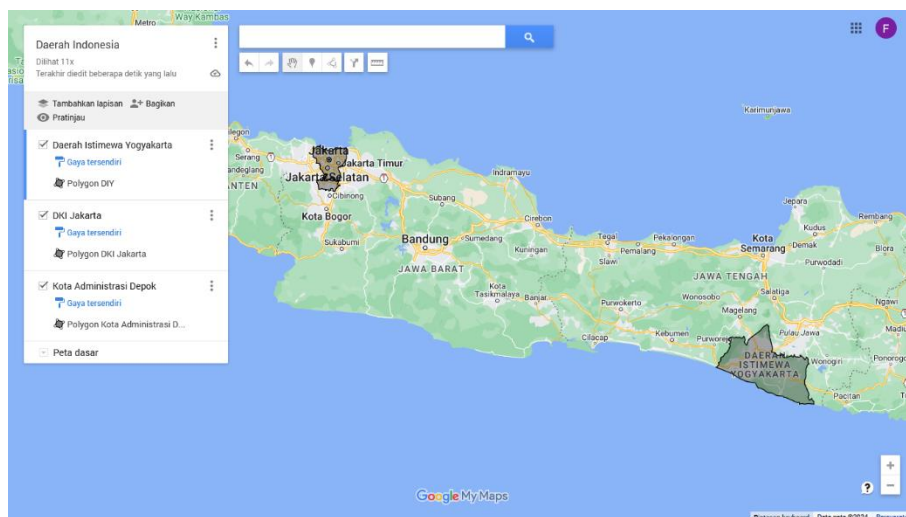 Metro
Way Kambas
Daerah Indonesia
Dilihat 11x
Terakhir diedit beberapa detik yang lalu
Tambahkan lapisan
Bagikan
Pratinjau
Daerah Istimewa Yogyakarta
Gaya tersendiri
Polygon DIY
DKI Jakarta
Gaya tersendiri
Polygon DKI Jakarta
Kota Administrasi Depok
Gaya tersendiri
Polygon Kota Administrasi D...
Peta dasar
F
Karimunjawa
Serang
Jakarta
Jakarta Timur
Jakarta Selatan
Cibinong
Kota Bogor
Sukabumi
Subang
Indramayu
Bandung
Sumedang
Cirebon
Kuningan
JAWA BARAT
Kota
Tasikmalaya
Banjar
Tegal
Slawi
Pemalang
Pekalongan
Purwokerto
Cilacap
Kebumen
Wonosobo
Magelang
JAWA TENGAH
Kota
Semarang
Demak
Kudus
Jepara
Rembang
Blora
Purwodadi
Salatiga
Ngawi
Pulau Jawa
DAERAH
ISTIMEWA
YOGYAKARTA
Wonogiri
Pacitan
Google My Maps
+
?
−